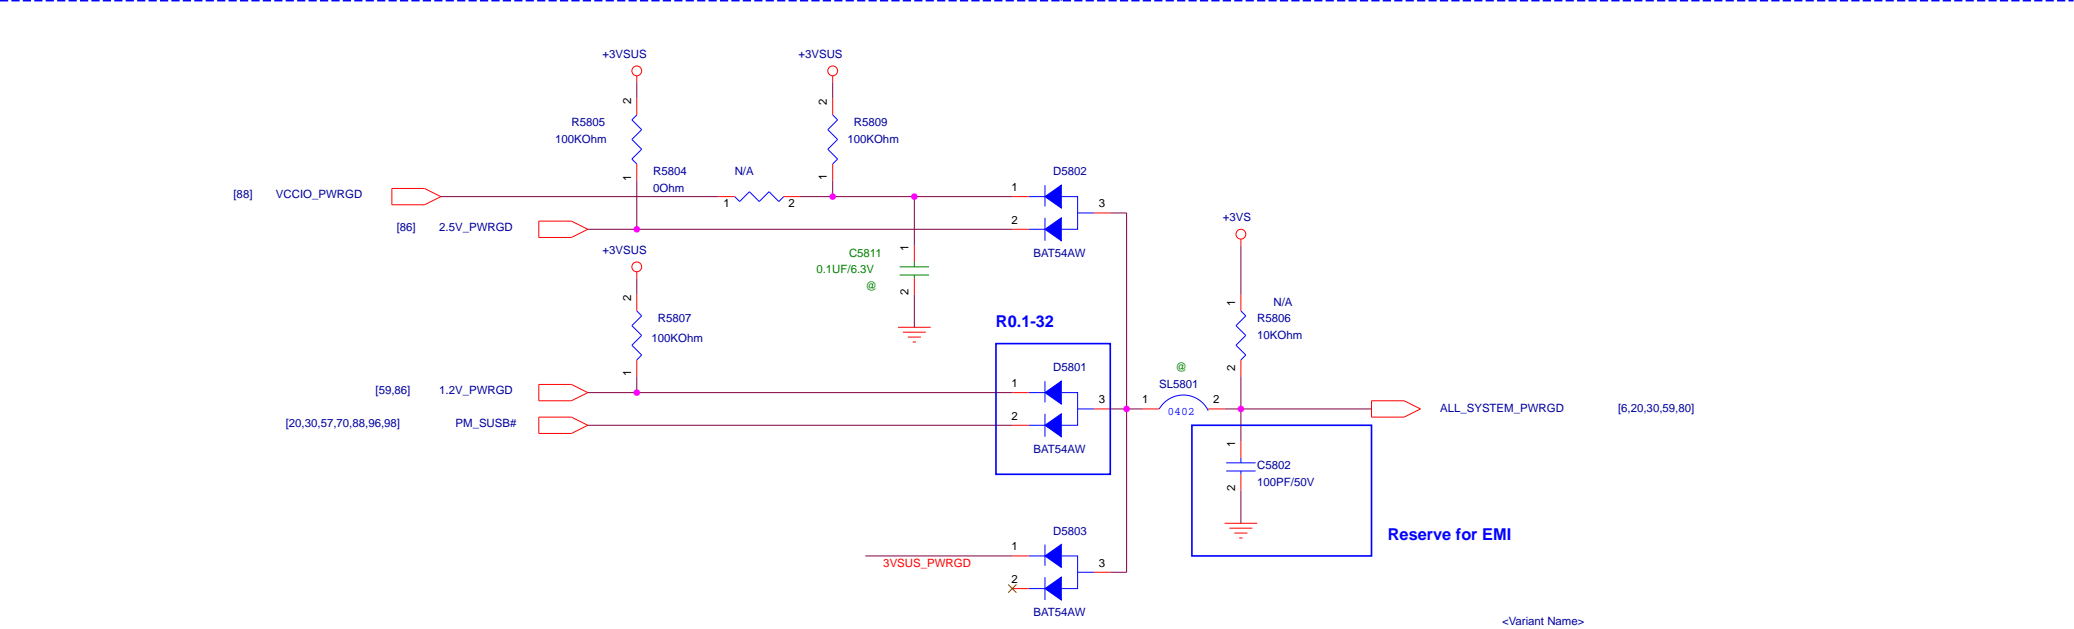 +3VSUS
+3VSUS
2
2
R5805
100KOhm
R5809
100KOhm
1
R5804
0Ohm
N/A
1
D5802
[88]
VCCIO_PWRGD
1
2
1
3
[86]
2.5V_PWRGD
2
BAT54AW
+3VSUS
+3VS
C5811
0.1UF/6.3V
@
1
2
2
R5807
100KOhm
1
R0.1-32
1
N/A
R5806
10KOhm
2
D5801
@
SL5801
[59,86]
1.2V_PWRGD
1
3
1
2
0402
ALL_SYSTEM_PWRGD
[6,20,30,59,80]
[20,30,57,70,88,96,98]
PM_SUSB#
2
BAT54AW
1
C5802
100PF/50V
2
Reserve for EMI
D5803
1
3VSUS_PWRGD
3
2
BAT54AW
<Variant Name>